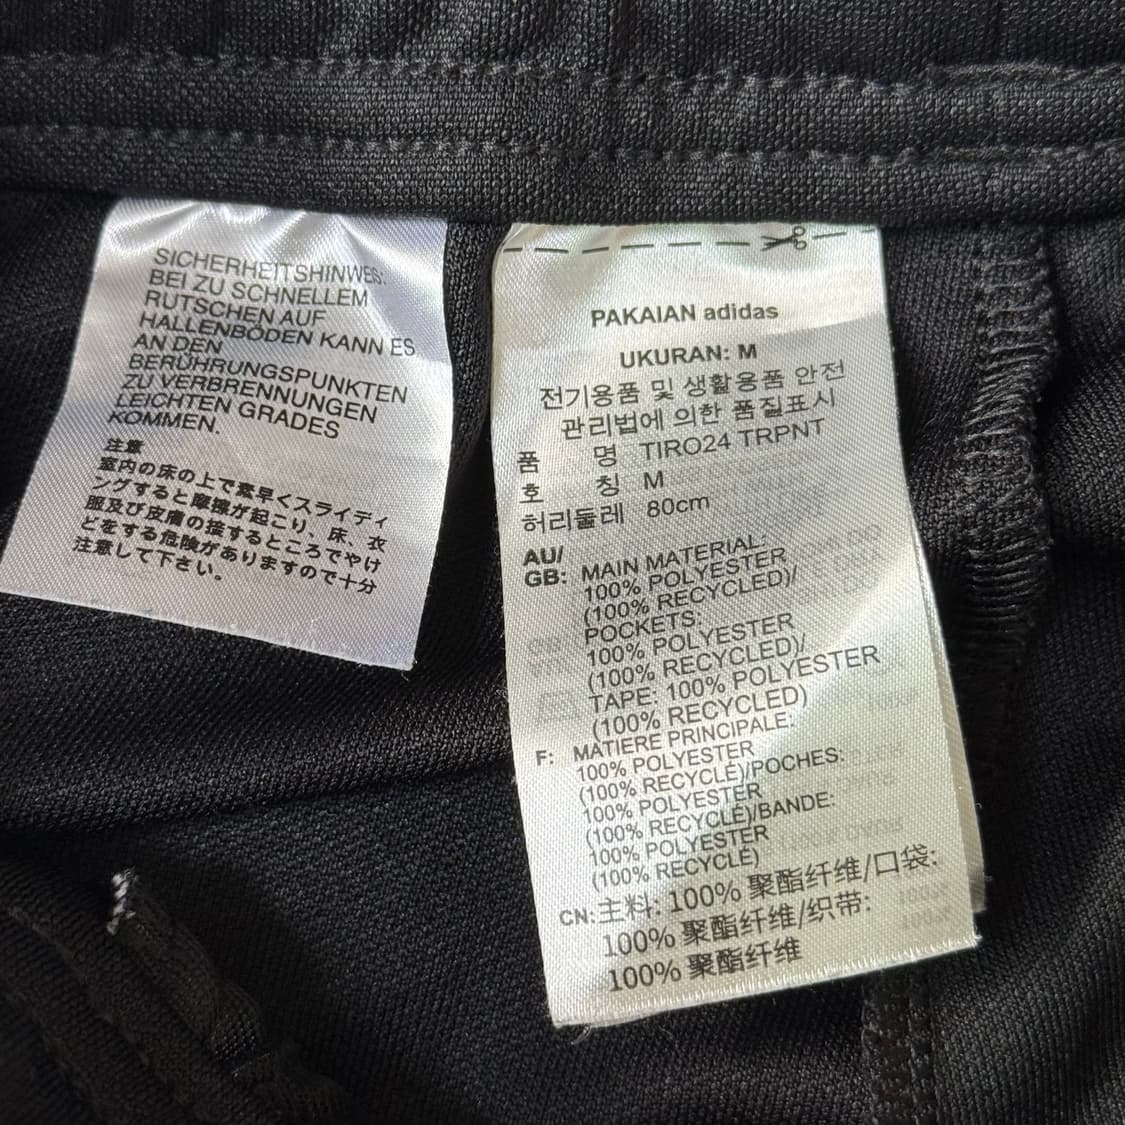 SICHERHEITSHINWEIS:
BEI ZU SCHNELLEM
RUTSCHEN AUF
HALLENBÖDEN KANN ES
AN DEN
BERÜHRUNGSPUNKTEN
ZU VERBRENNUNGEN
LEICHTEN GRADES
KOMMEN.
注意
室内の床の上で素早くスライディ
ングすると摩擦が起こり、床、衣
服及び皮膚の接するところでやけ
どをする危険がありますので十分
注意して下さい。
PAKAIAN adidas
UKURAN: M
전기용품 및 생활용품 안전
관리법에 의한 품질표시
품 명 TIRO24 TRPNT
호 칭 M
허리둘레 80cm
AU/
GB: MAIN MATERIAL:
100% POLYESTER
(100% RECYCLED)/
POCKETS:
100% POLYESTER
(100% RECYCLED)/
TAPE: 100% POLYESTER
(100% RECYCLED)
F: MATIERE PRINCIPALE:
100% POLYESTER
(100% RECYCLÉ)/POCHES:
100% POLYESTER
(100% RECYCLÉ)/BANDE:
100% POLYESTER
(100% RECYCLÉ)
CN: 主料: 100% 聚酯纤维/口袋:
100% 聚酯纤维/织带:
100% 聚酯纤维